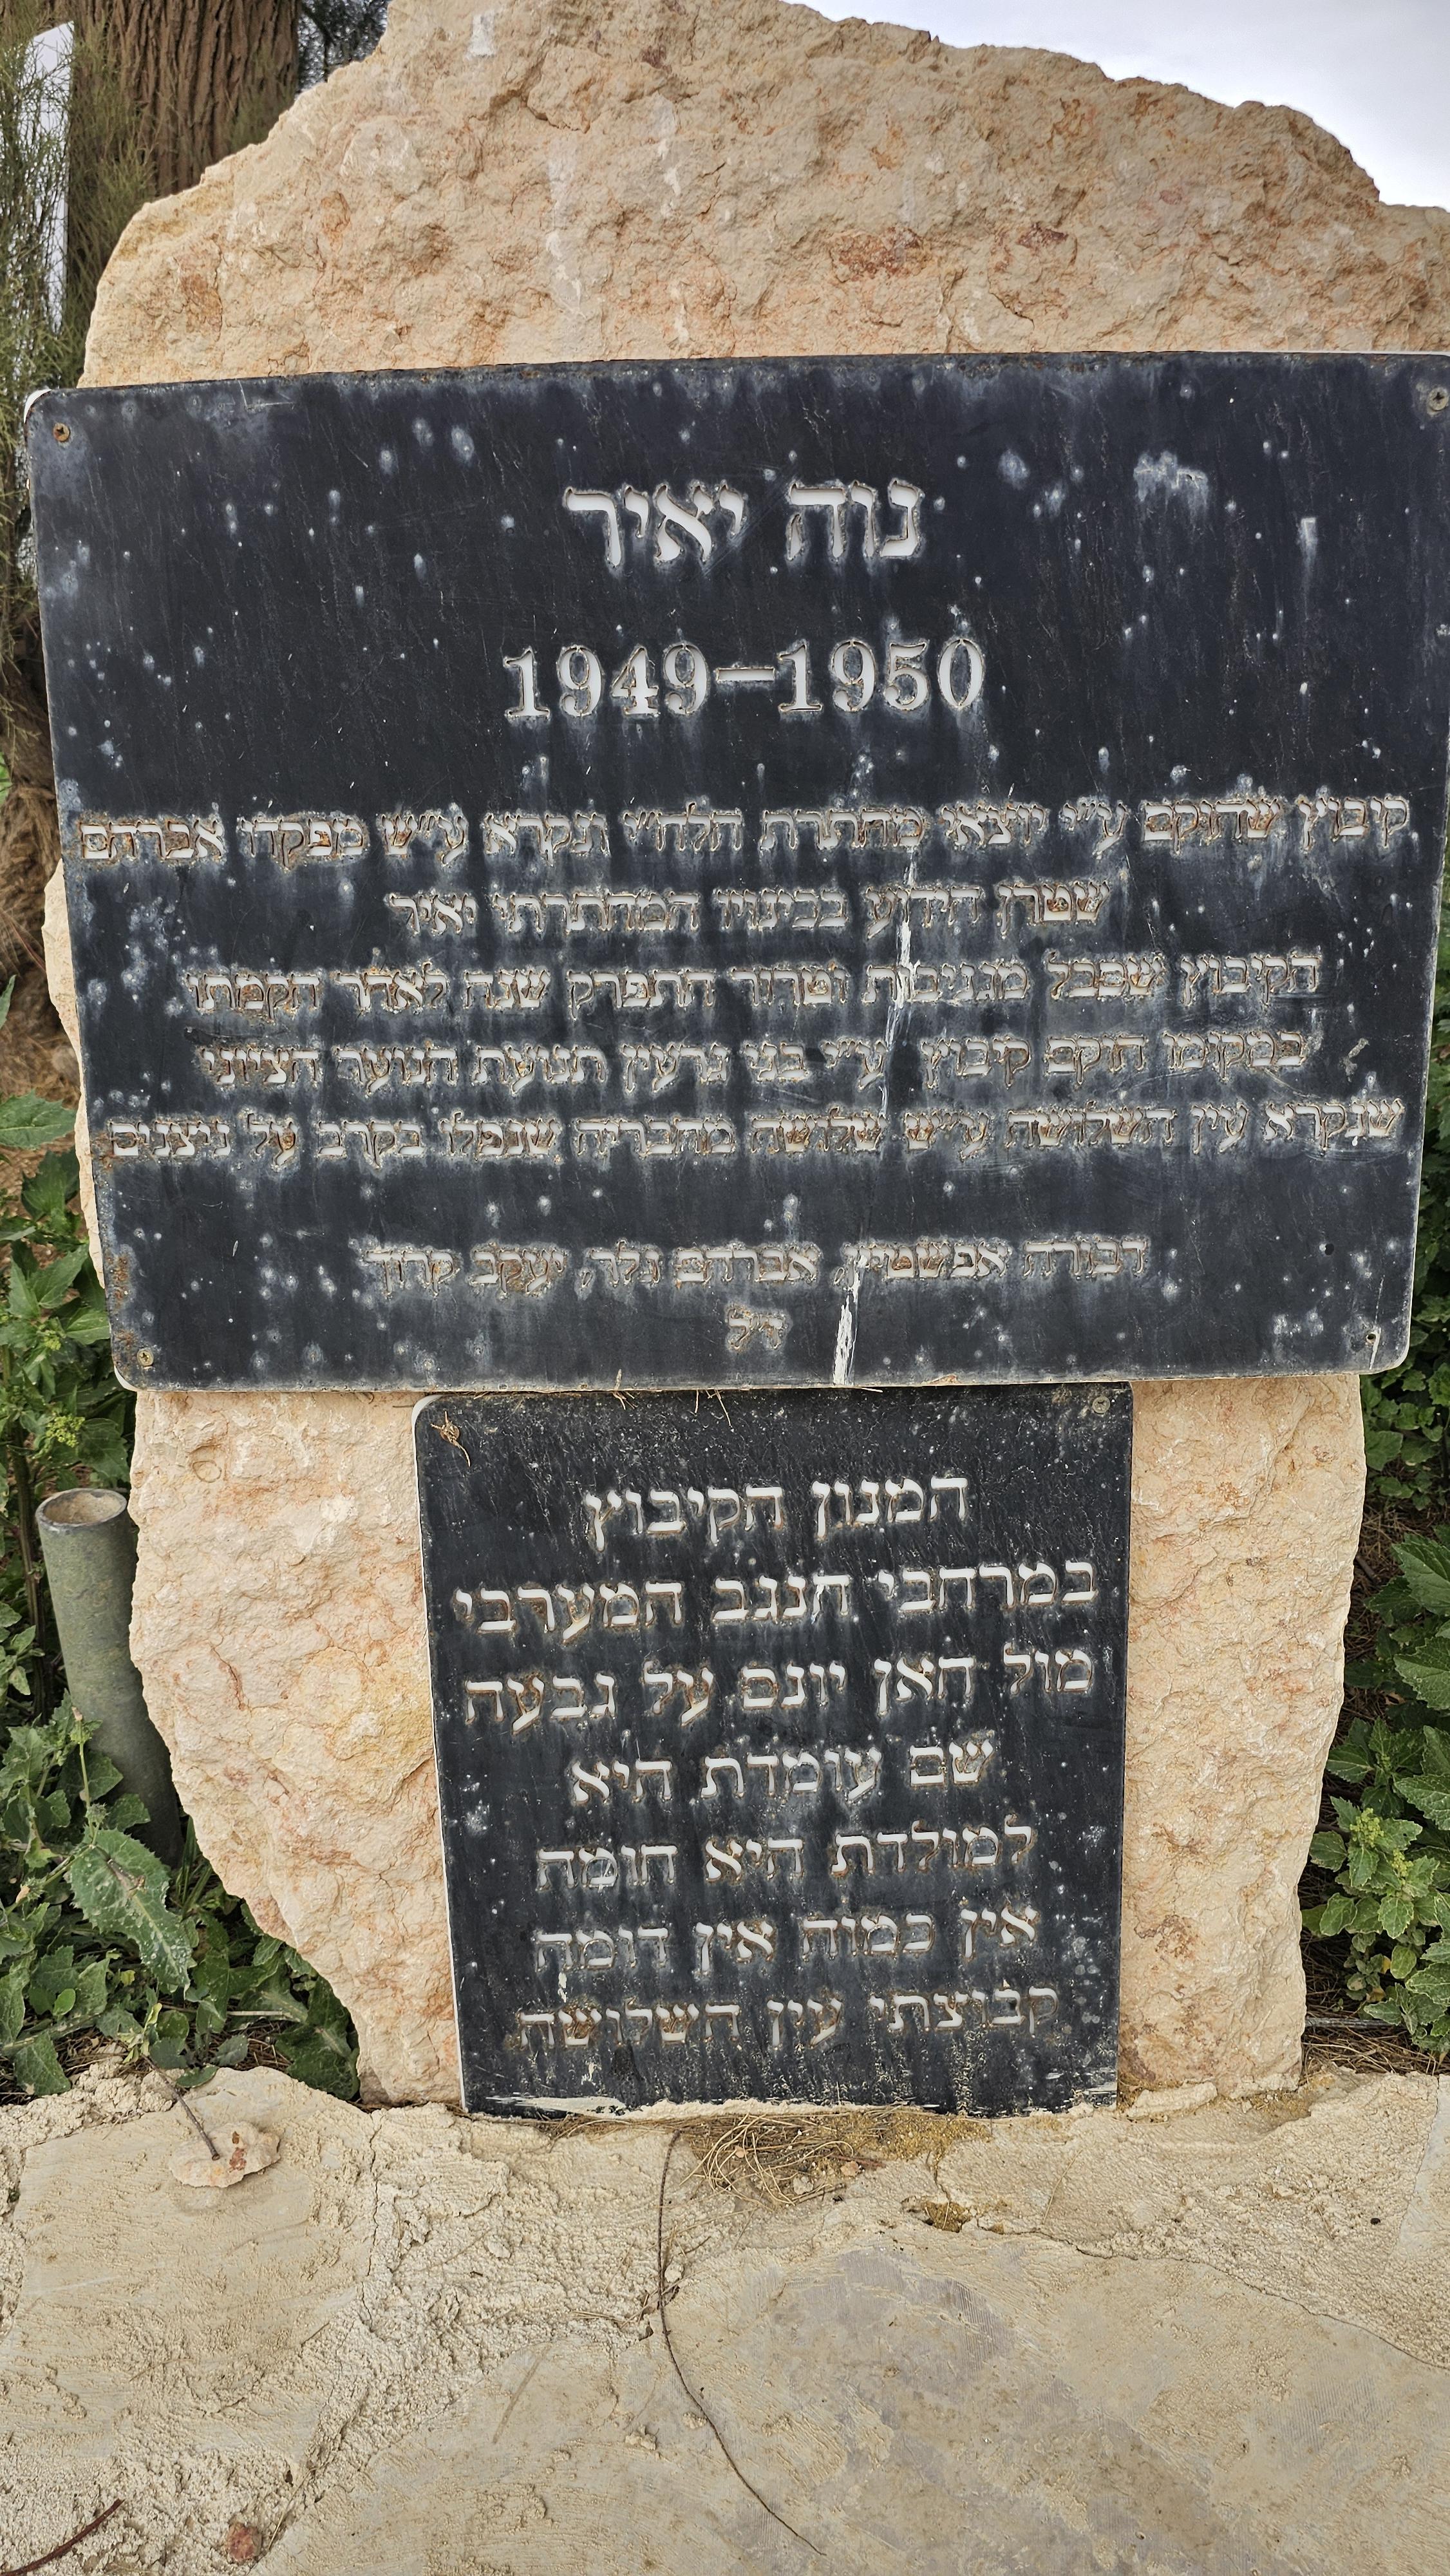 נוה יאיר
1949–1950
קיבוץ שהוקם ע״י יוצאי מחתרת הלח״י נקרא ע״ש מפקדו אברהם
שטרן הידוע בכינויו המחתרתי יאיר
הקיבוץ שסבל מגניבות וטרור התפרק שנה לאחר הקמתו
במקומו הוקם קיבוץ ע״י בני גרעין תנועת הנוער הציוני
שנקרא עין השלושה ע״ש שלושה מחבריה שנפלו בקרב על ניצנים
דבורה אפשטיין, אברהם גלר, יעקב קרוך
ז״ל
המנון הקיבוץ
במרחבי הנגב המערבי
מול חאן יונס על גבעה
שם עומדת היא
למולדת היא חומה
אין כמוה אין דומה
קבוצתי עין השלושה